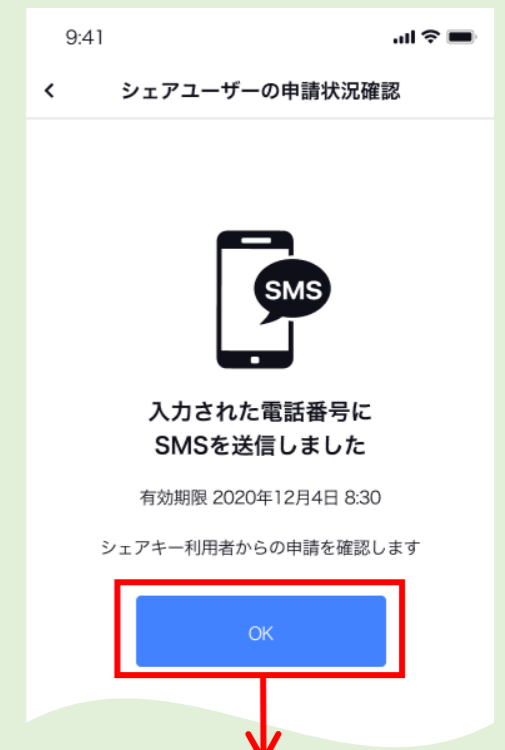 9:41
シェアユーザーの申請状況確認
SMS
入力された電話番号に
SMSを送信しました
有効期限 2020年12月4日 8:30
シェアキー利用者からの申請を確認します
OK